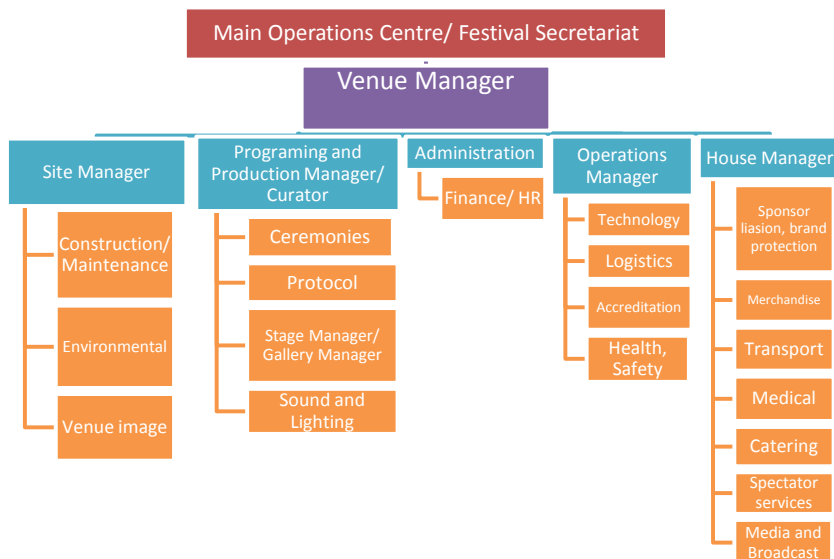 Main Operations Centre/ Festival Secretariat
Venue Manager
Site Manager
Construction/
Maintenance
Environmental
Venue image
Programing and
Production Manager/
Curator
Ceremonies
Protocol
Stage Manager/
Gallery Manager
Sound and
Lighting
Administration
Finance/ HR
Operations
Manager
Technology
Logistics
Accreditation
Health,
Safety
House Manager
Sponsor
liasion, brand
protection
Merchandise
Transport
Medical
Catering
Spectator
services
Media and
Broadcast